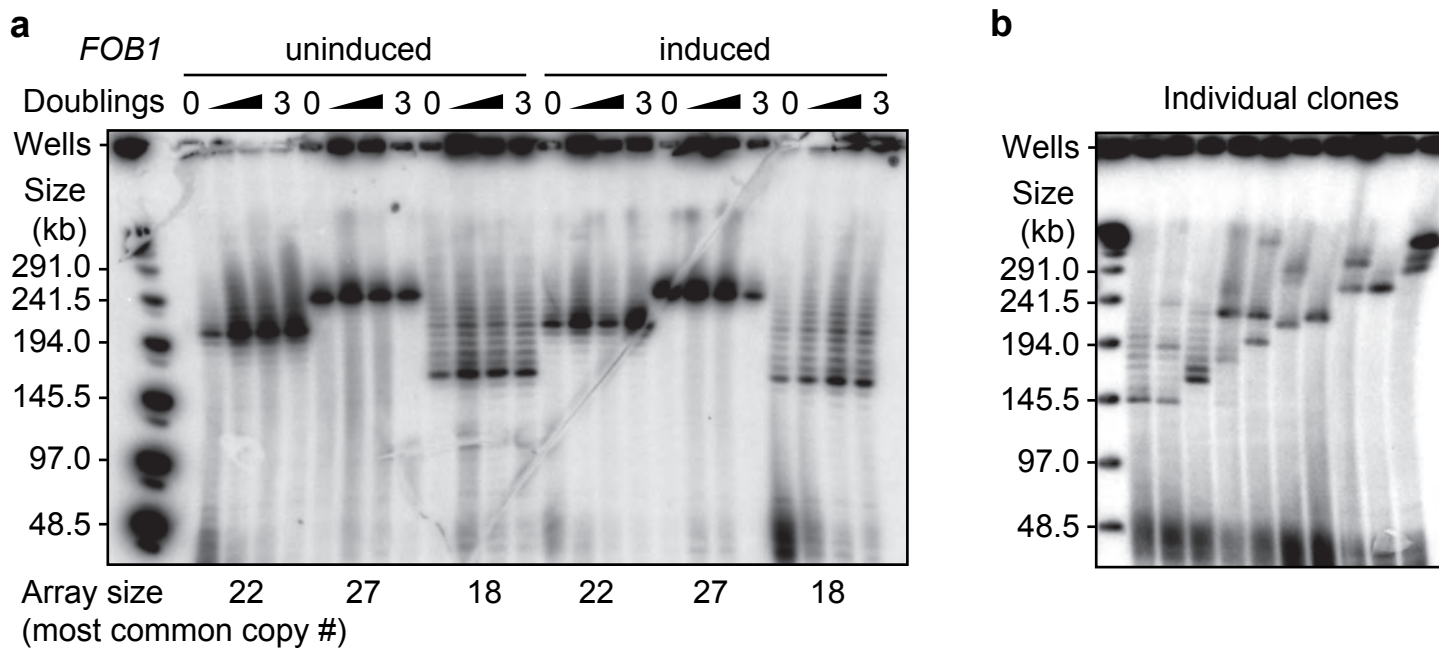 a
FOB1 uninduced induced
Doublings 0 3 0 3 0 3 0 3 0 3 0 3
Wells
Size
(kb)
291.0
241.5
194.0
145.5
97.0
48.5
Array size 22 27 18 22 27 18
(most common copy #)
b
Individual clones
Wells
Size
(kb)
291.0
241.5
194.0
145.5
97.0
48.5